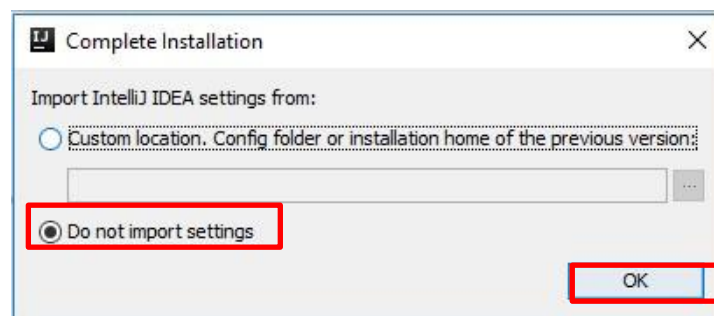 IJ Complete Installation
Import IntelliJ IDEA settings from:
Custom location. Config folder or installation home of the previous version:
...
Do not import settings
OK